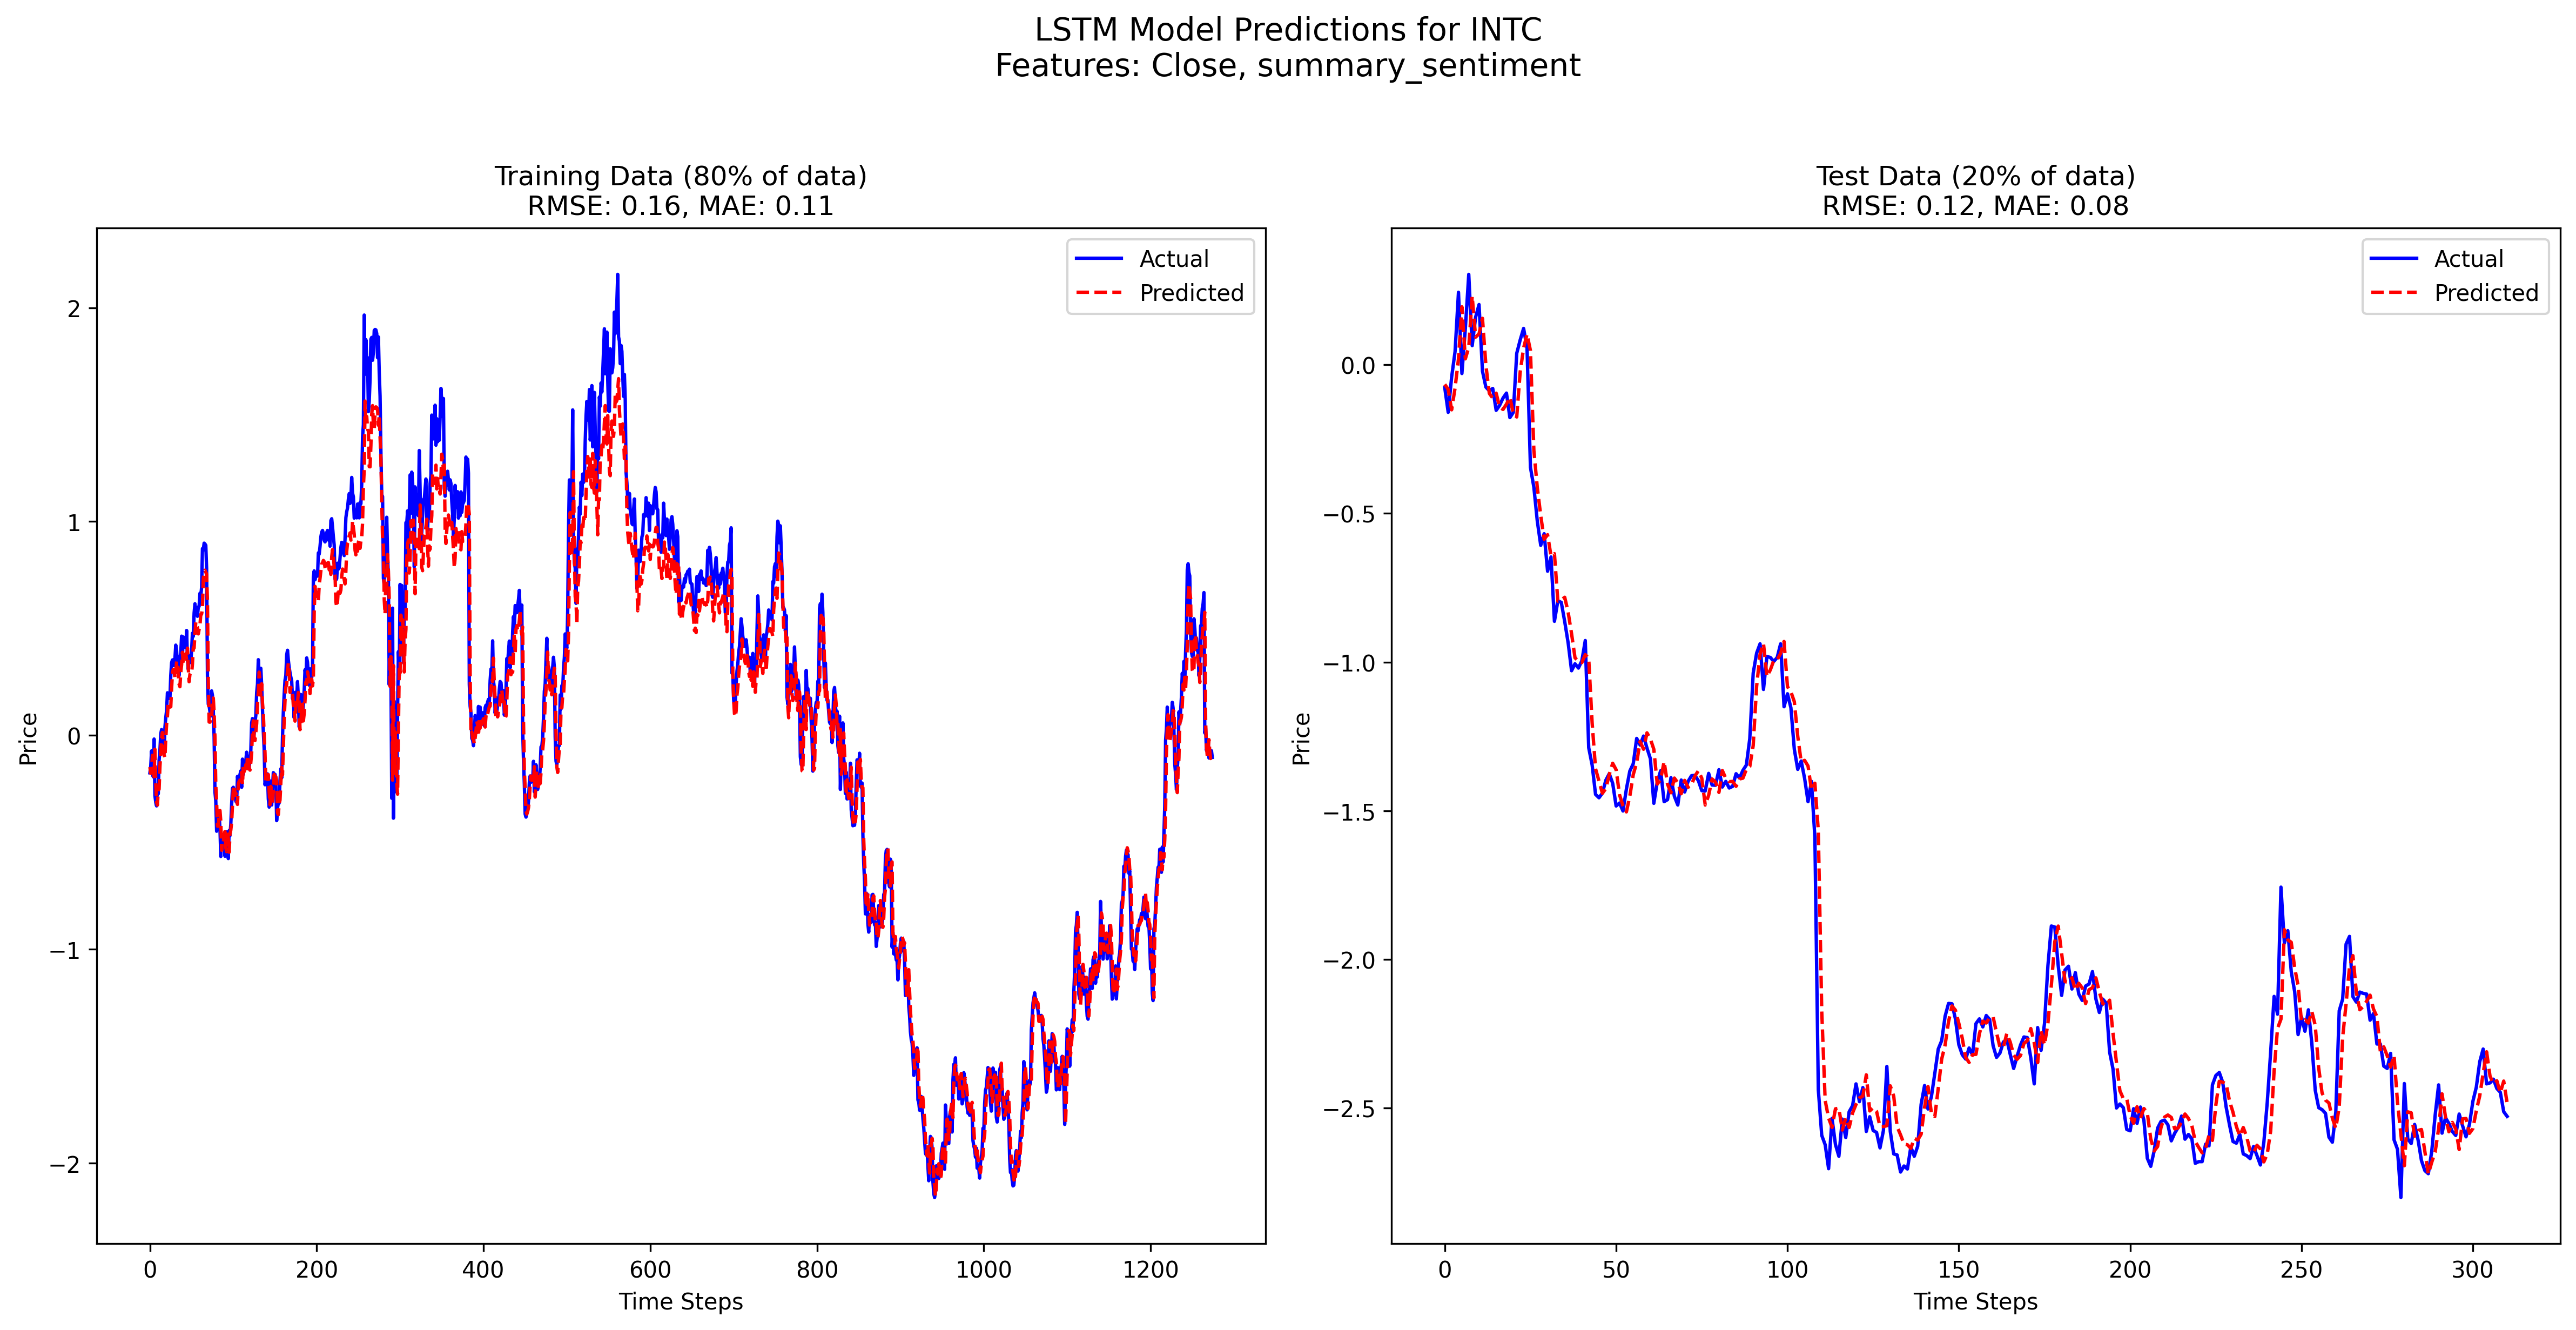 LSTM Model Predictions for INTC
Features: Close, summary_sentiment
Training Data (80% of data)
RMSE: 0.16, MAE: 0.11
Actual
Predicted
2
1
0
−1
−2
Price
0
200
400
600
800
1000
1200
Time Steps
Test Data (20% of data)
RMSE: 0.12, MAE: 0.08
Actual
Predicted
0.0
−0.5
−1.0
−1.5
−2.0
−2.5
Price
0
50
100
150
200
250
300
Time Steps